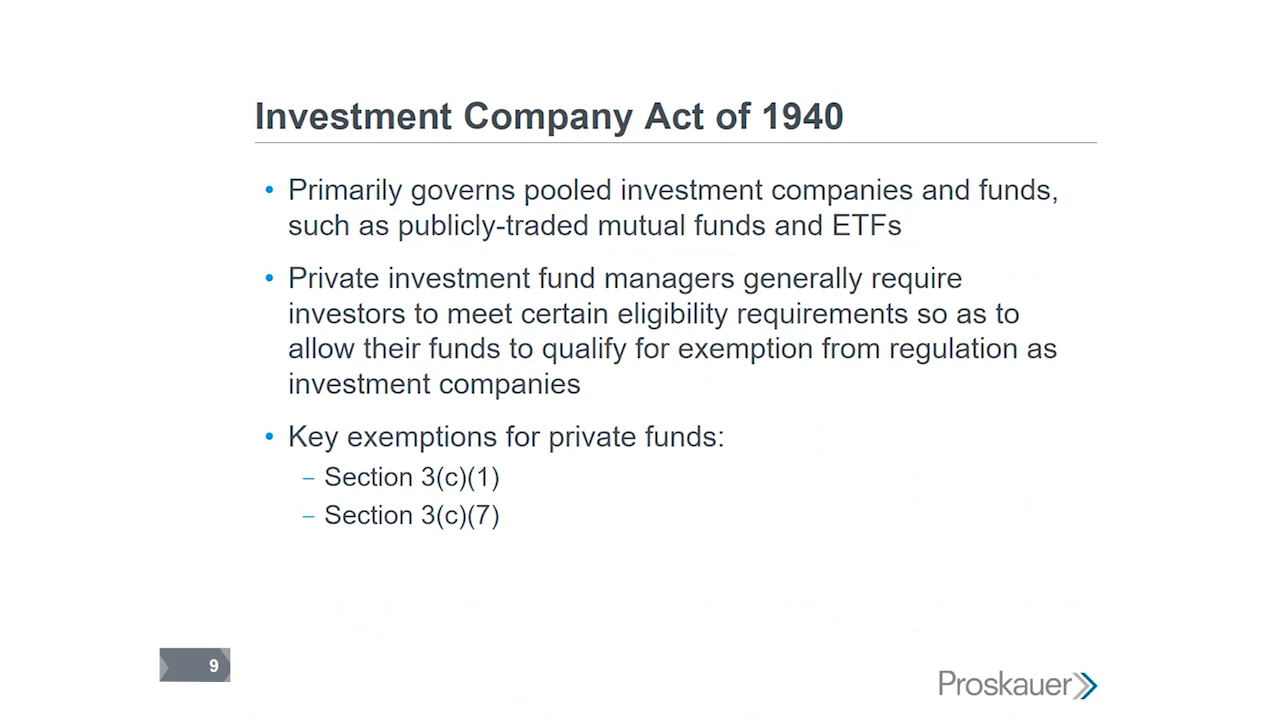 Investment Company Act of 1940
• Primarily governs pooled investment companies and funds,
such as publicly-traded mutual funds and ETFs
• Private investment fund managers generally require
investors to meet certain eligibility requirements so as to
allow their funds to qualify for exemption from regulation as
investment companies
• Key exemptions for private funds:
– Section 3(c)(1)
– Section 3(c)(7)
9
Proskauer